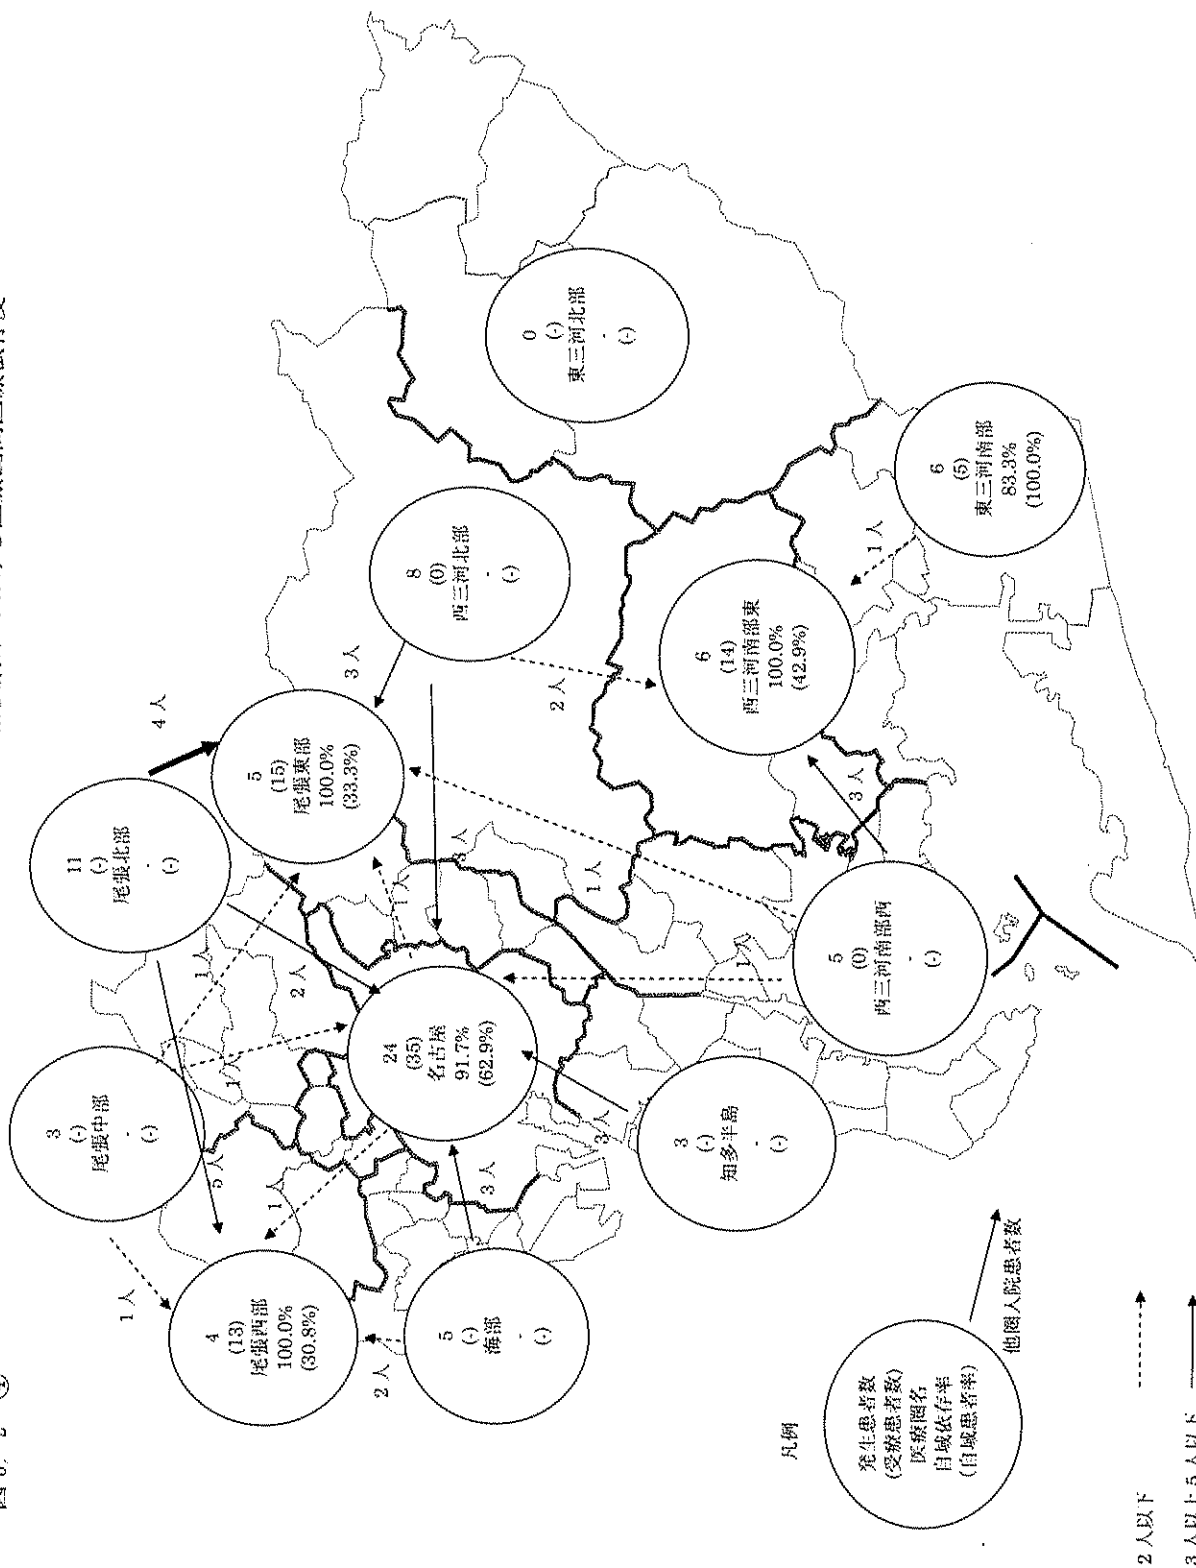 4人
11
(-)
尾張北部
-
(-)
3
(-)
尾張中部
-
(-)
1人
5人
1人
2人
5
(15)
尾張東部
100.0%
(33.3%)
3人
4
(13)
尾張西部
100.0%
(30.8%)
1人
1人
24
(35)
名古屋
91.7%
(62.9%)
8
(0)
西三河北部
-
(-)
0
(-)
東三河北部
-
(-)
2人
5
(-)
海部
-
(-)
3人
3人
1人
2人
6
(14)
西三河南部東
100.0%
(42.9%)
3
(-)
知多半島
-
(-)
5
(0)
西三河南部西
-
(-)
3人
1人
6
(5)
東三河南部
83.3%
(100.0%)
凡例
発生患者数
(受療患者数)
医療圏名
自域依存率
(自域患者率)
他圏入院患者数
2人以下
3人以上5人以下